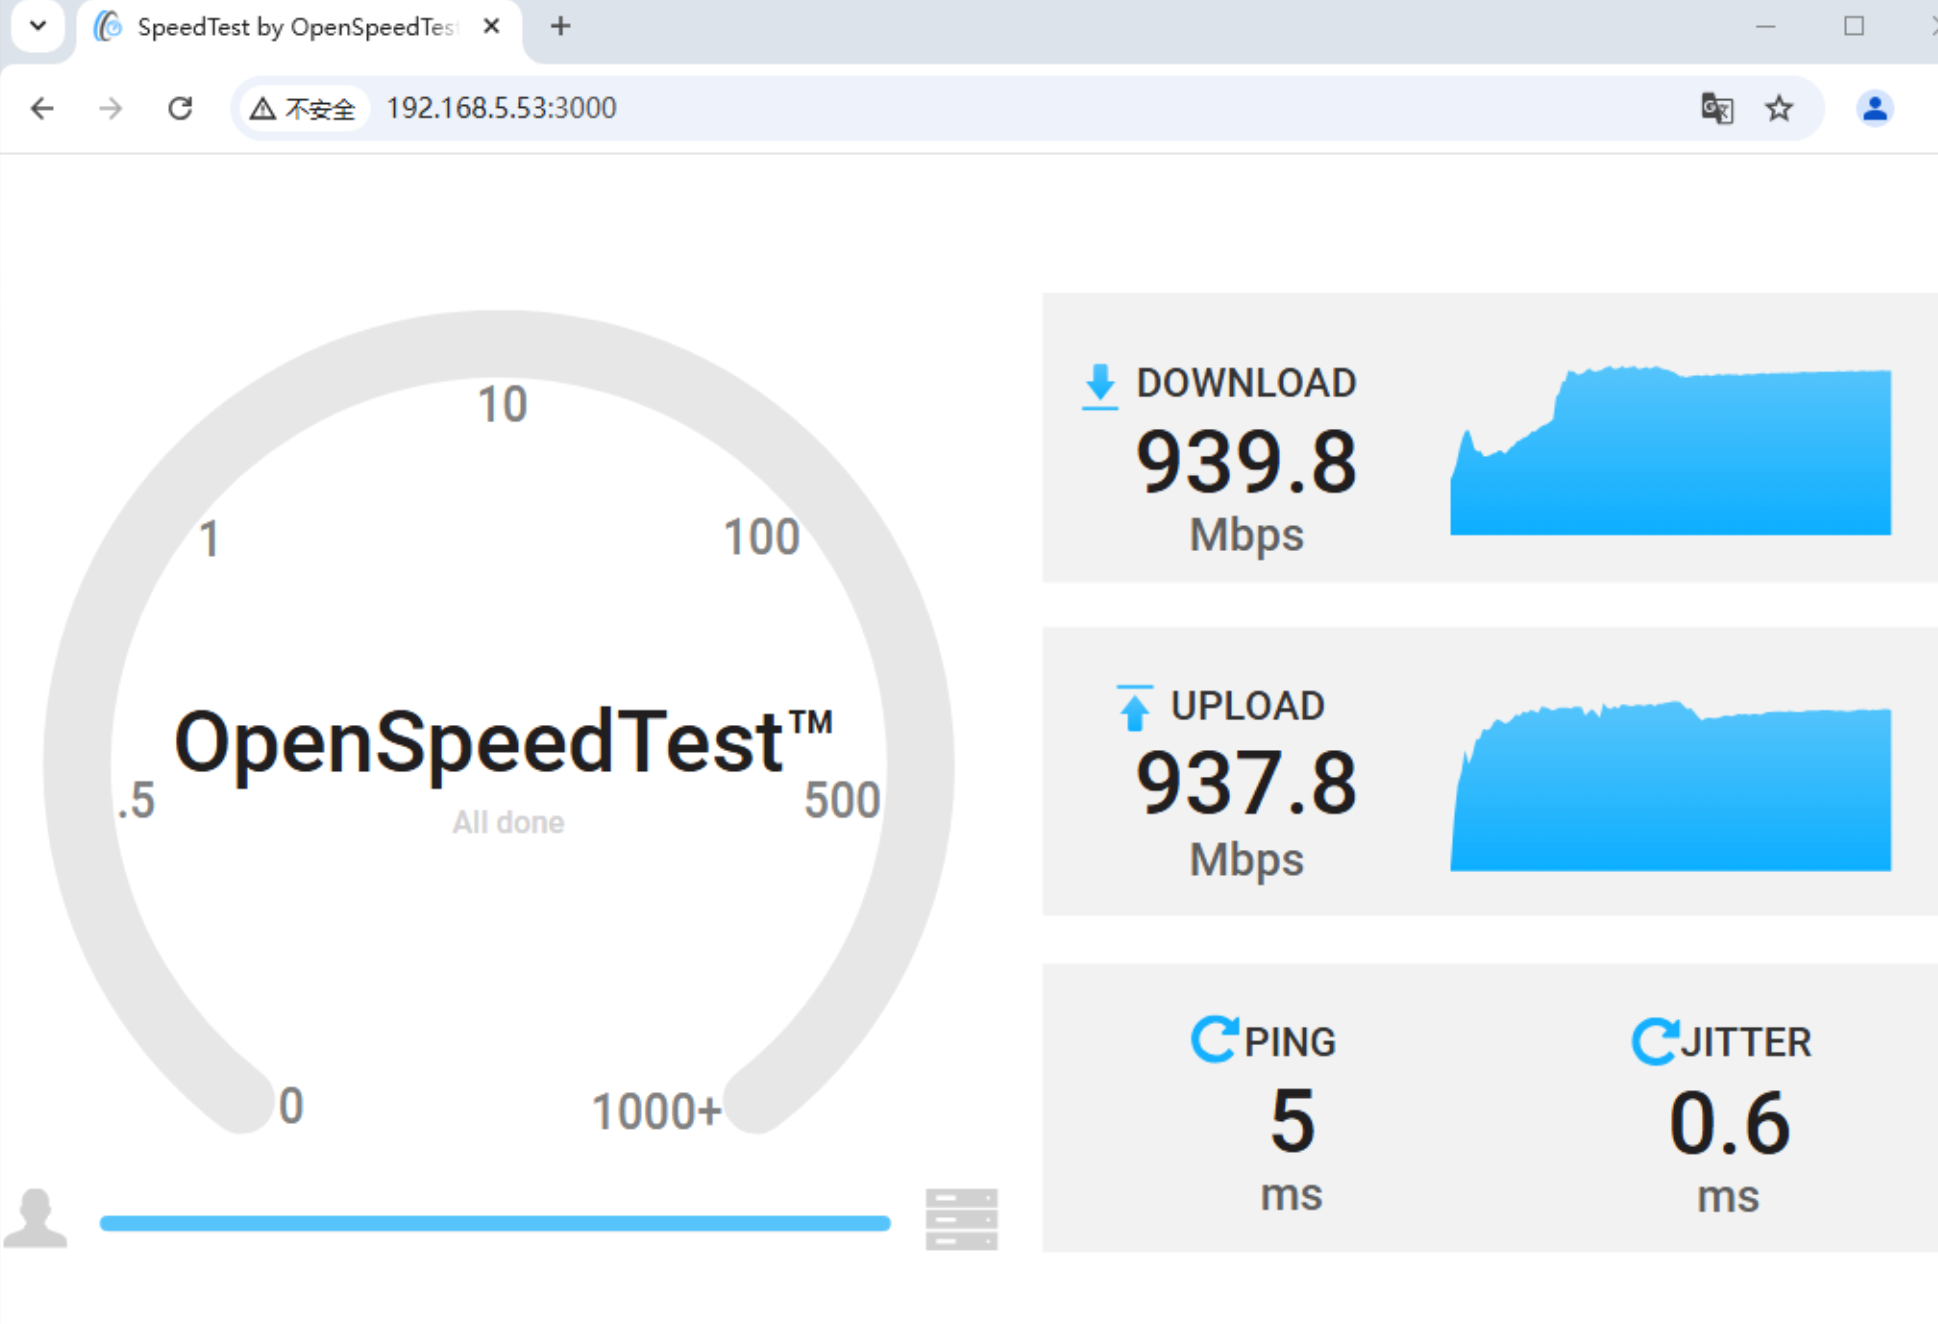 SpeedTest by OpenSpeedTest
不安全 192.168.5.53:3000
10
1
100
OpenSpeedTest™
.5
500
All done
0
1000+
DOWNLOAD
939.8
Mbps
UPLOAD
937.8
Mbps
PING
5
ms
JITTER
0.6
ms